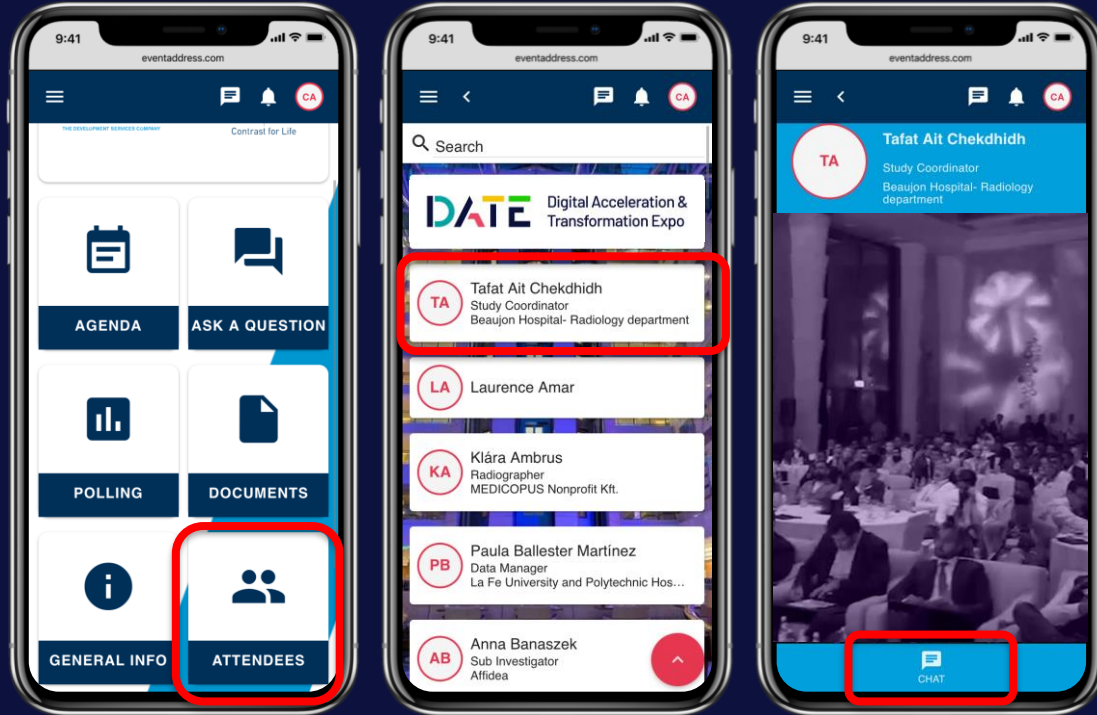 9:41
eventaddress.com
CA
THE DEVELOPMENT SERVICES COMPANY
Contrast for Life
AGENDA
ASK A QUESTION
POLLING
DOCUMENTS
GENERAL INFO
ATTENDEES
9:41
eventaddress.com
CA
Search
DATE
Digital Acceleration &
Transformation Expo
TA
Tafat Ait Chekdhidh
Study Coordinator
Beaujon Hospital- Radiology department
LA
Laurence Amar
KA
Klára Ambrus
Radiographer
MEDICOPUS Nonprofit Kft.
PB
Paula Ballester Martínez
Data Manager
La Fe University and Polytechnic Hos...
AB
Anna Banaszek
Sub Investigator
Affidea
9:41
eventaddress.com
CA
TA
Tafat Ait Chekdhidh
Study Coordinator
Beaujon Hospital- Radiology
department
CHAT